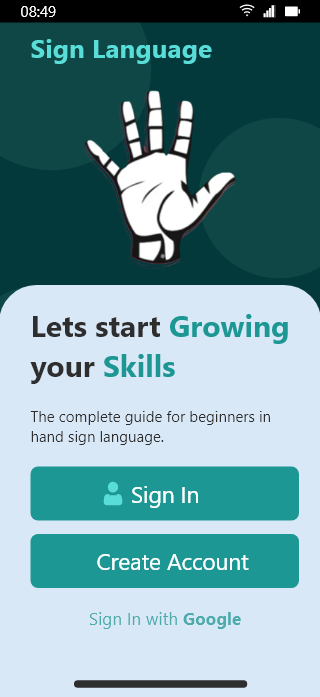 08:49
Sign Language
Lets start Growing
your Skills
The complete guide for beginners in
hand sign language.
Sign In
Create Account
Sign In with Google